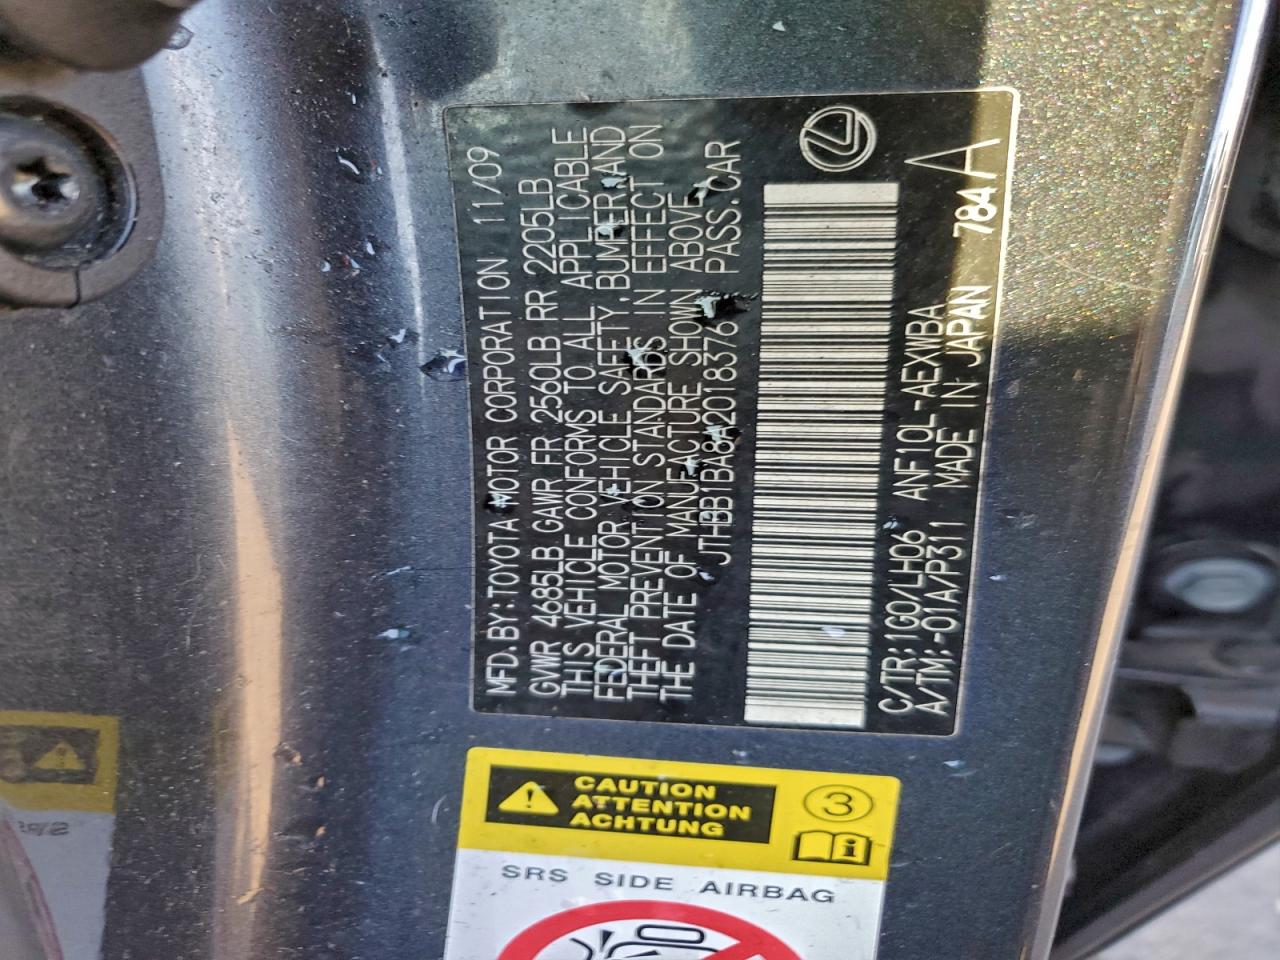 MFD. BY: TOYOTA MOTOR CORPORATION 11/09
GVWR 4685LB GAWR FR 2560LB RR 2205LB
THIS VEHICLE CONFORMS TO ALL APPLICABLE
FEDERAL MOTOR VEHICLE SAFETY, BUMPER, AND
THEFT PREVENTION STANDARDS IN EFFECT ON
THE DATE OF MANUFACTURE SHOWN ABOVE.
JTHBB1BA8A2018376 PASS. CAR
C/TR: 1G0/LH06 ANF10L-AEXWBA
A/TM: -01A/P311 MADE IN JAPAN 784 A
CAUTION
ATTENTION
ACHTUNG
3
SRS SIDE AIRBAG